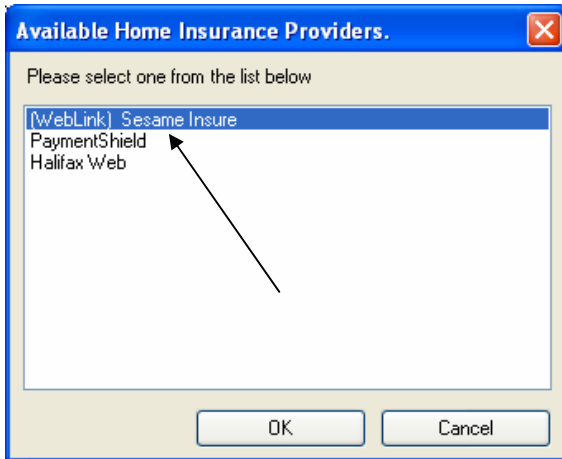 Available Home Insurance Providers.
Please select one from the list below
(WebLink) Sesame Insure
PaymentShield
Halifax Web
OK Cancel